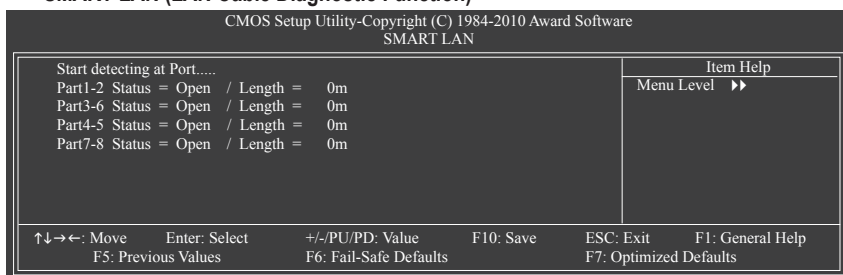 SMART LAN (LAN Cable Diagnostic Function)
CMOS Setup Utility-Copyright (C) 1984-2010 Award Software
SMART LAN
Start detecting at Port.....
Part1-2 Status = Open / Length = 0m
Part3-6 Status = Open / Length = 0m
Part4-5 Status = Open / Length = 0m
Part7-8 Status = Open / Length = 0m
Item Help
Menu Level ▶▶
↑↓→←: Move Enter: Select +/-/PU/PD: Value F10: Save ESC: Exit F1: General Help
F5: Previous Values F6: Fail-Safe Defaults F7: Optimized Defaults